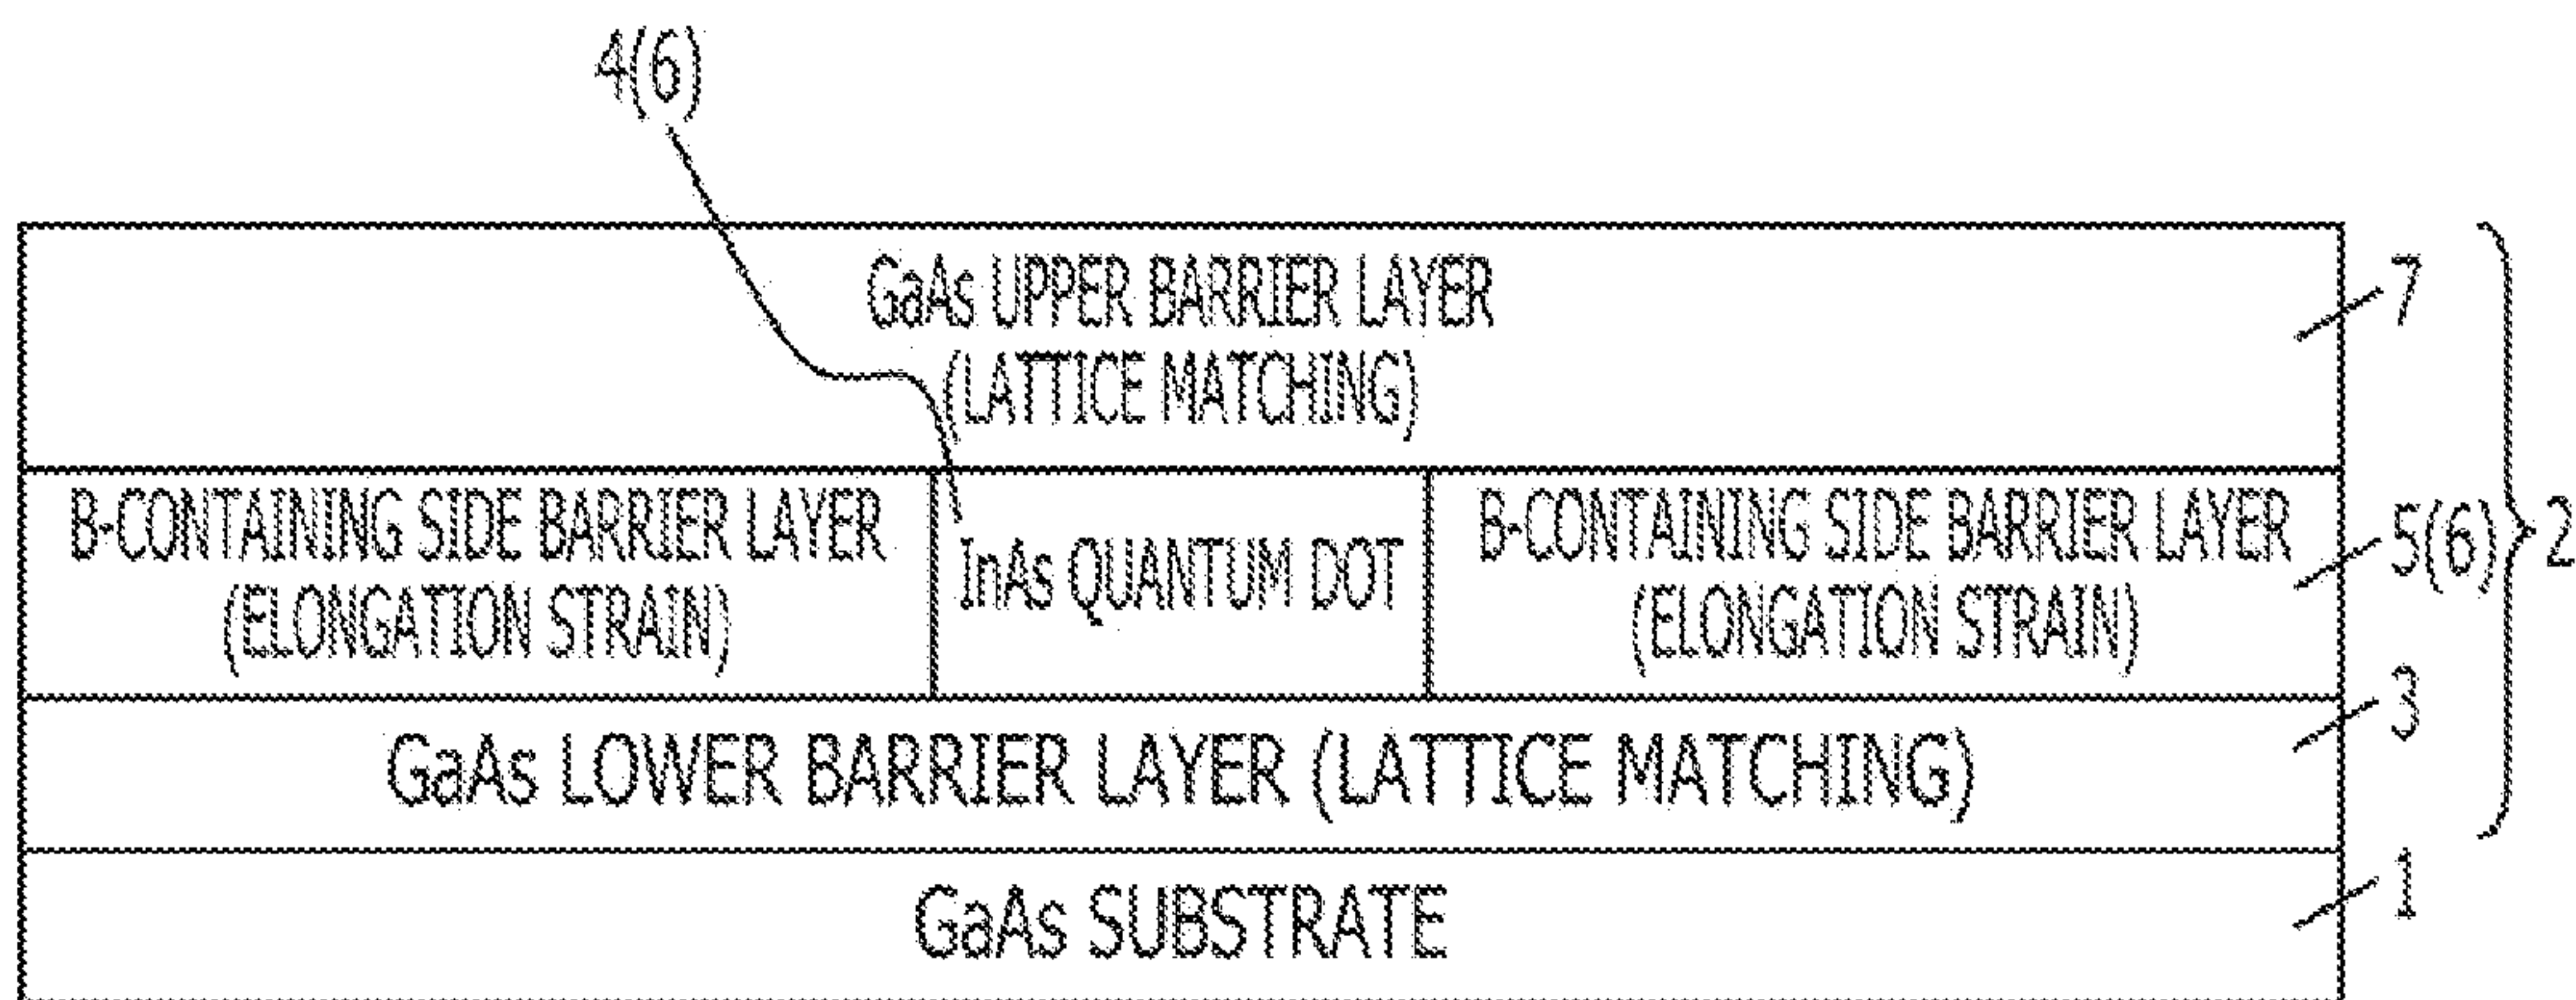 4(6)
GaAs UPPER BARRIER LAYER
(LATTICE MATCHING)
7
B-CONTAINING SIDE BARRIER LAYER
(ELONGATION STRAIN)
InAs QUANTUM DOT
B-CONTAINING SIDE BARRIER LAYER
(ELONGATION STRAIN)
5(6)
2
GaAs LOWER BARRIER LAYER (LATTICE MATCHING)
3
GaAs SUBSTRATE
1